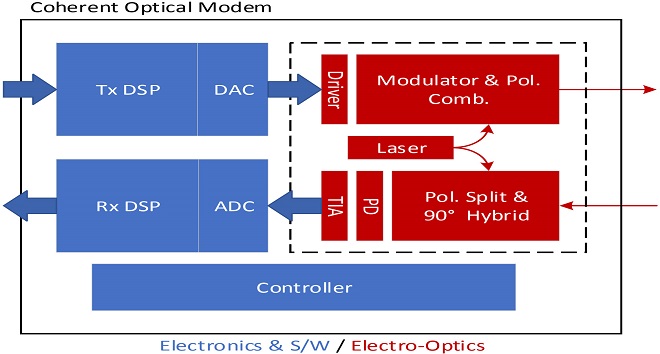 Coherent Optical Modem
Tx DSP
DAC
Driver
Modulator & Pol.
Comb.
Laser
Rx DSP
ADC
TIA
PD
Pol. Split &
90° Hybrid
Controller
Electronics & S/W / Electro-Optics